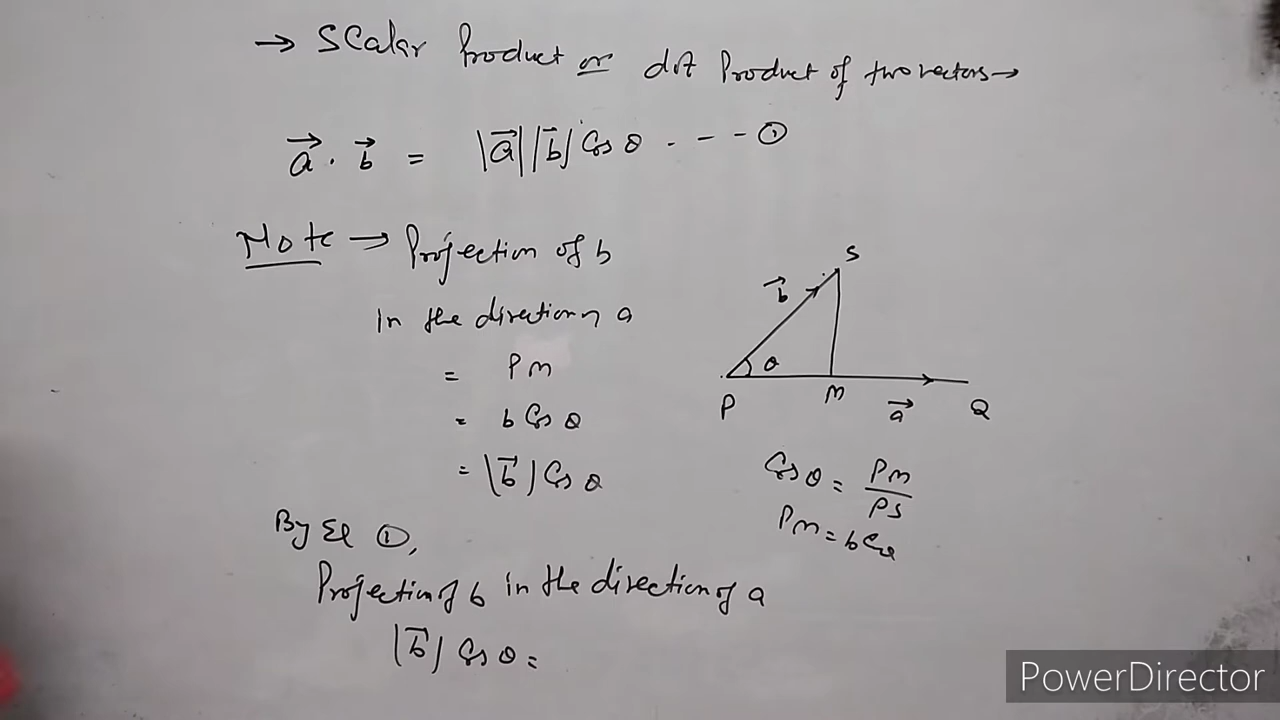 → Scalar Product or dot Product of two vectors →
a⃗ . b⃗ = |a⃗| |b⃗| Cos θ - - - - ①
Note → Projection of b
in the direction of a
= PM
= b Cos θ
= |b⃗| Cos θ
By Eq ①,
Projection of b in the direction of a
|b⃗| Cos θ =
S
b⃗
θ
P M a⃗ Q
Cos θ = PM/PS
PM = b Cos θ
PowerDirector